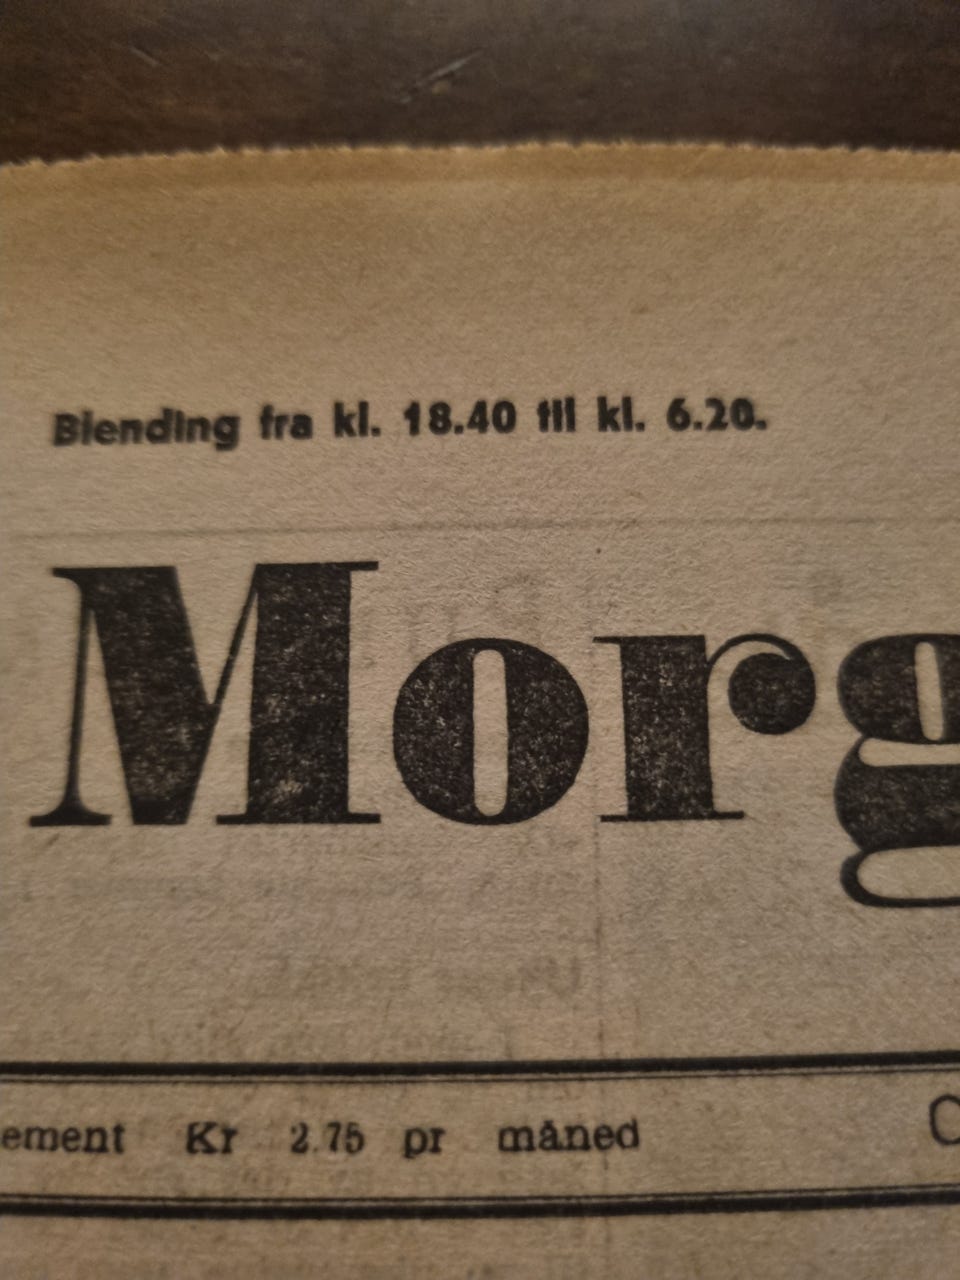 Blending fra kl. 18.40 til kl. 6.20.
Morg
ement Kr 2.75 pr måned